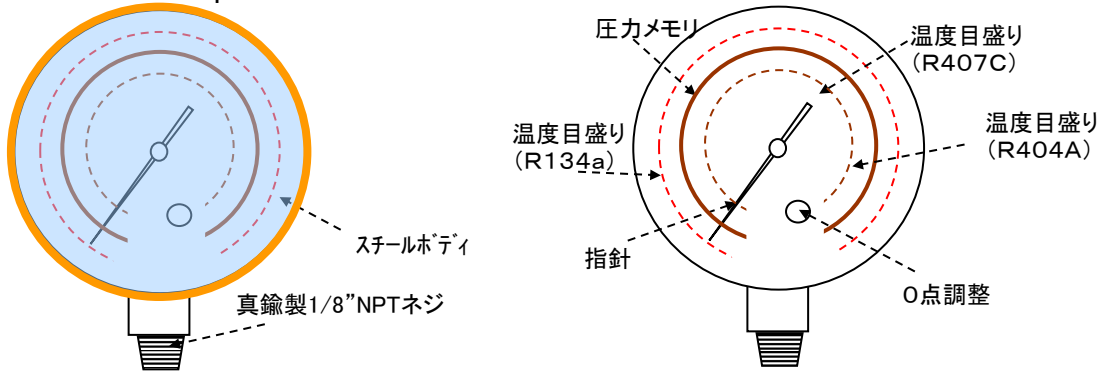 スチールボディ
真鍮製1/8”NPTネジ
圧力メモリ
温度目盛り
（R407C）
温度目盛り
（R134a）
温度目盛り
（R404A）
指針
０点調整